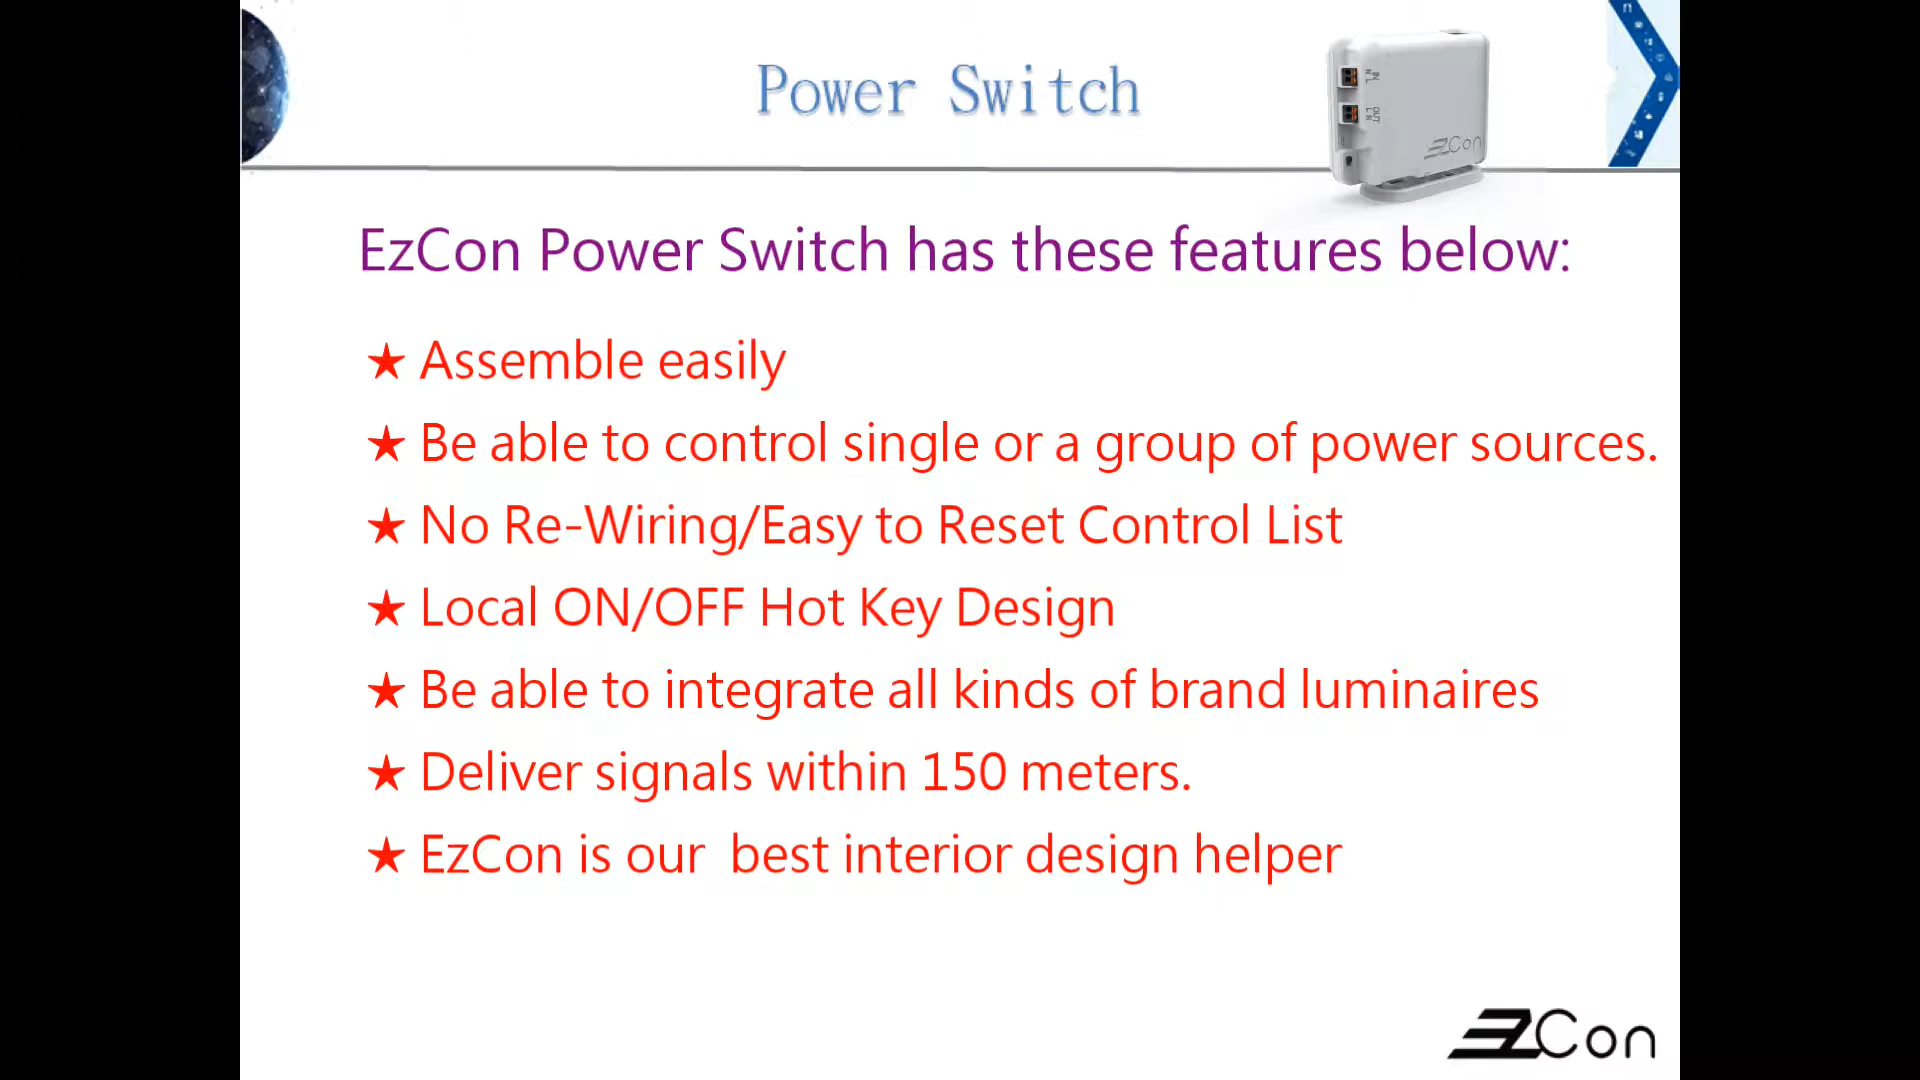 Power Switch
IN
N L
OUT
L N
EZCon
EzCon Power Switch has these features below:
★ Assemble easily
★ Be able to control single or a group of power sources.
★ No Re-Wiring/Easy to Reset Control List
★ Local ON/OFF Hot Key Design
★ Be able to integrate all kinds of brand luminaires
★ Deliver signals within 150 meters.
★ EzCon is our  best interior design helper
EZCon